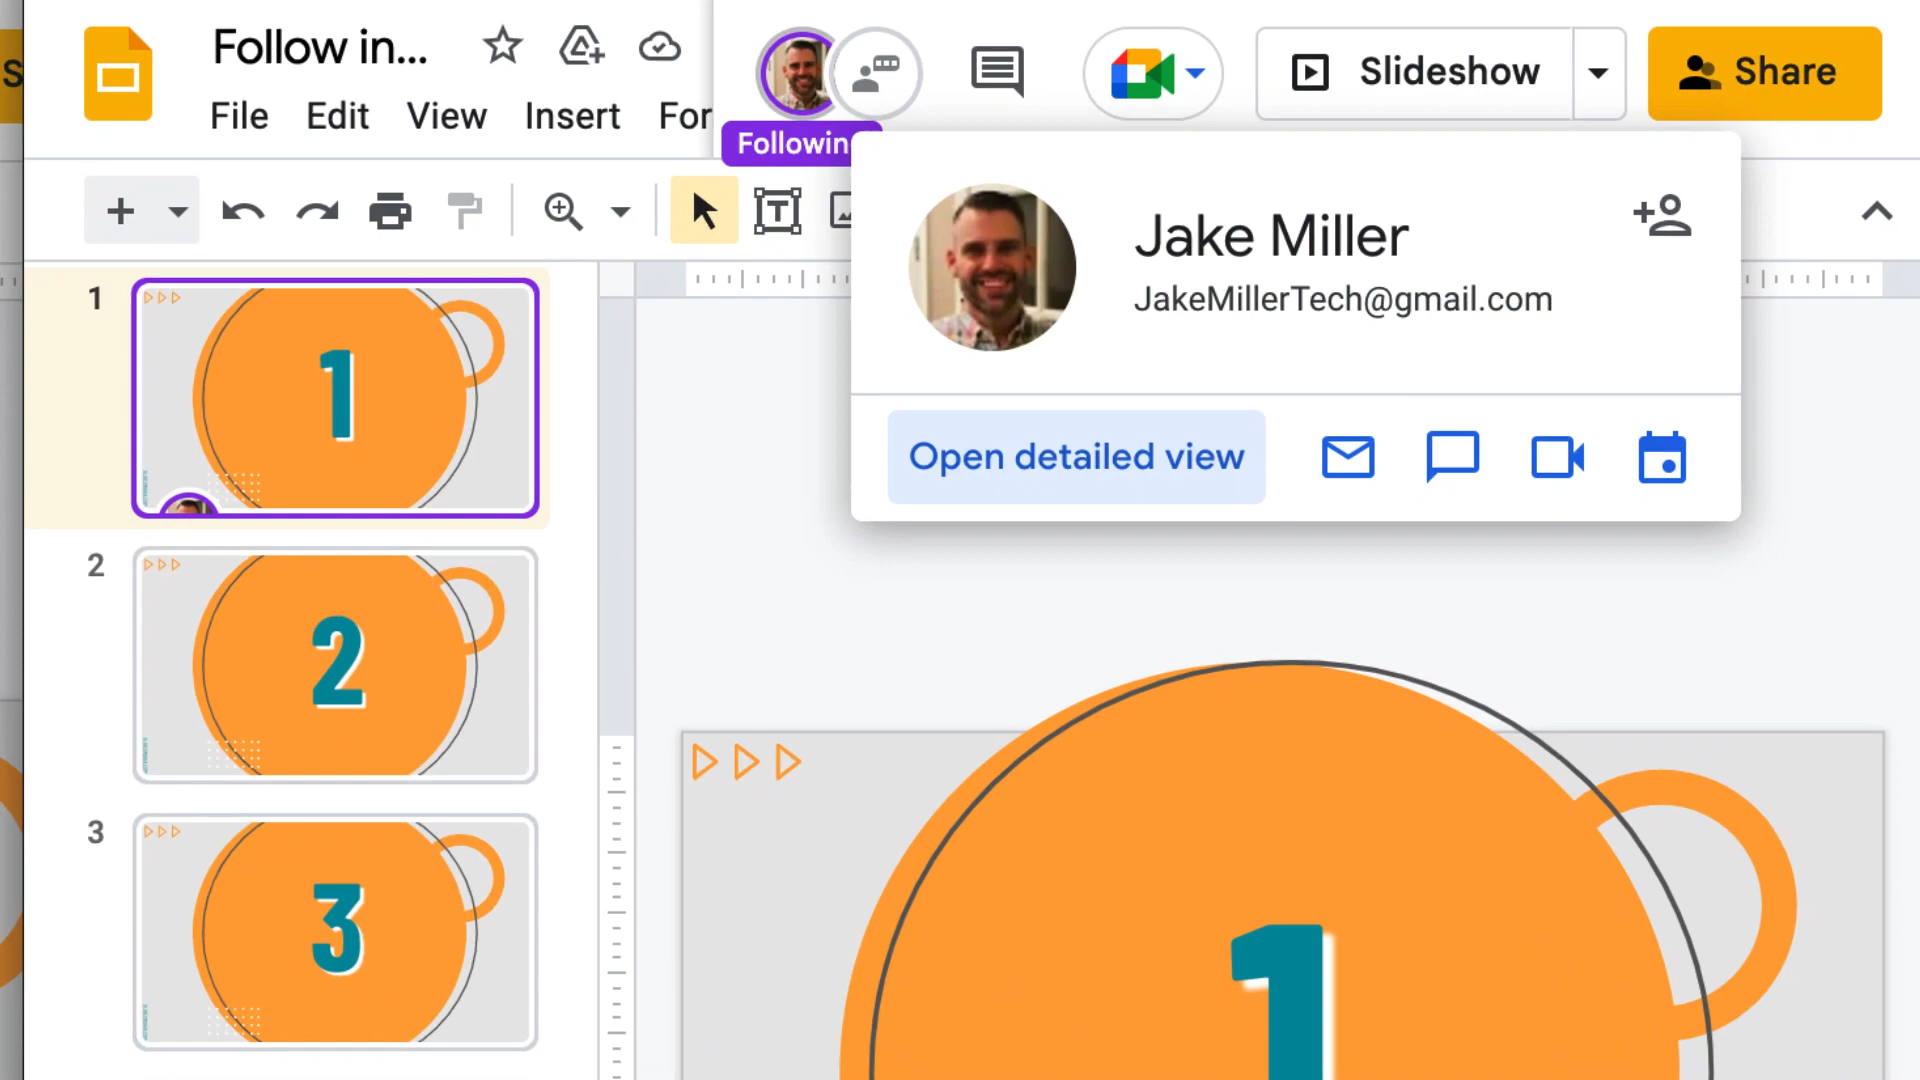 S
Follow in...
File Edit View Insert For
Following
Slideshow
Share
Jake Miller
JakeMillerTech@gmail.com
Open detailed view
1
1
2
2
3
3
1